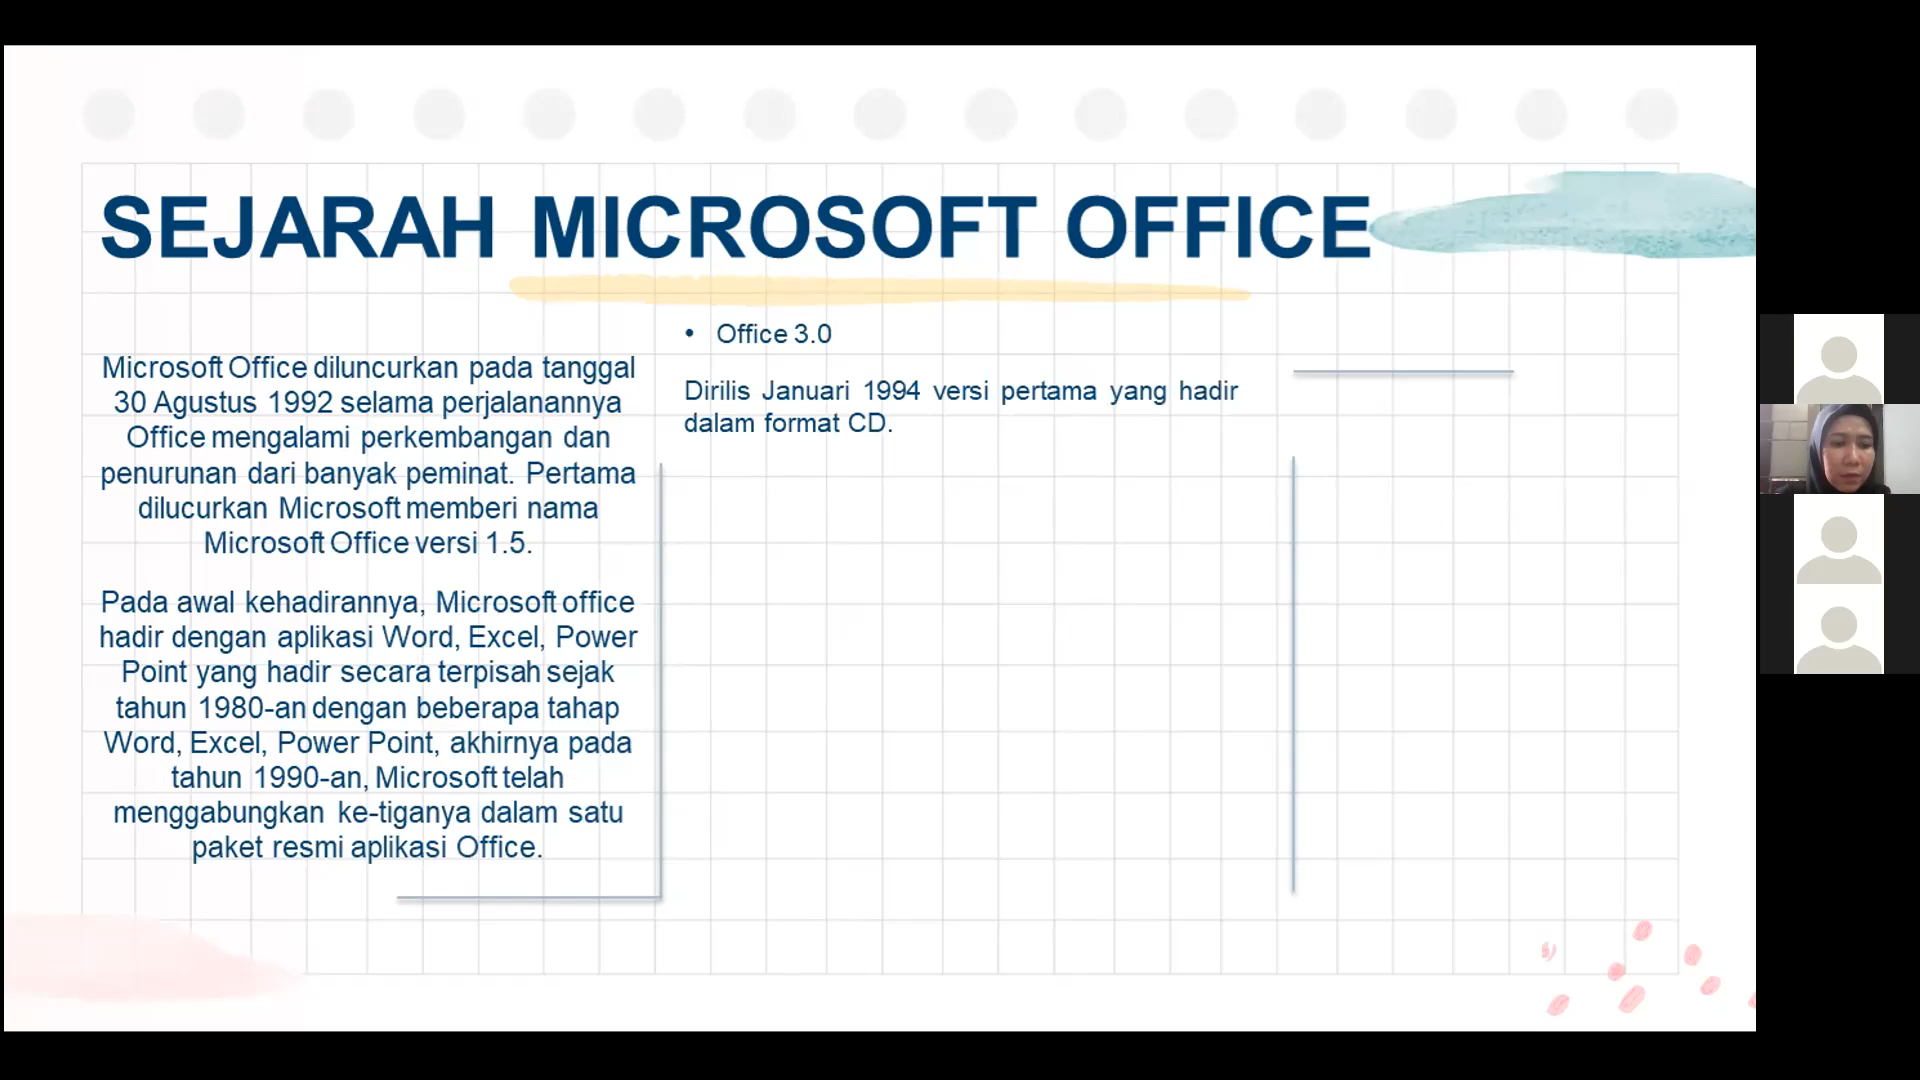 SEJARAH MICROSOFT OFFICE
Microsoft Office diluncurkan pada tanggal
30 Agustus 1992 selama perjalanannya
Office mengalami perkembangan dan
penurunan dari banyak peminat. Pertama
dilucurkan Microsoft memberi nama
Microsoft Office versi 1.5.
Pada awal kehadirannya, Microsoft office
hadir dengan aplikasi Word, Excel, Power
Point yang hadir secara terpisah sejak
tahun 1980-an dengan beberapa tahap
Word, Excel, Power Point, akhirnya pada
tahun 1990-an, Microsoft telah
menggabungkan ke-tiganya dalam satu
paket resmi aplikasi Office.
• Office 3.0
Dirilis Januari 1994 versi pertama yang hadir
dalam format CD.